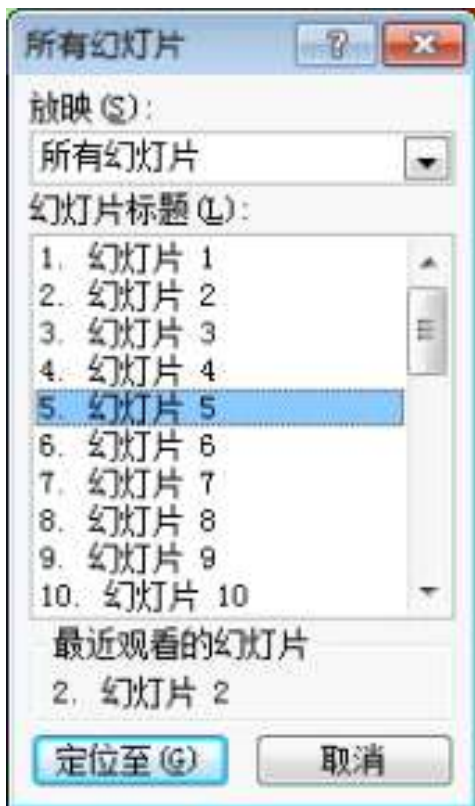 所有幻灯片
放映(S):
所有幻灯片
幻灯片标题(L):
1. 幻灯片 1
2. 幻灯片 2
3. 幻灯片 3
4. 幻灯片 4
5. 幻灯片 5
6. 幻灯片 6
7. 幻灯片 7
8. 幻灯片 8
9. 幻灯片 9
10. 幻灯片 10
最近观看的幻灯片
2. 幻灯片 2
定位至(G) 取消